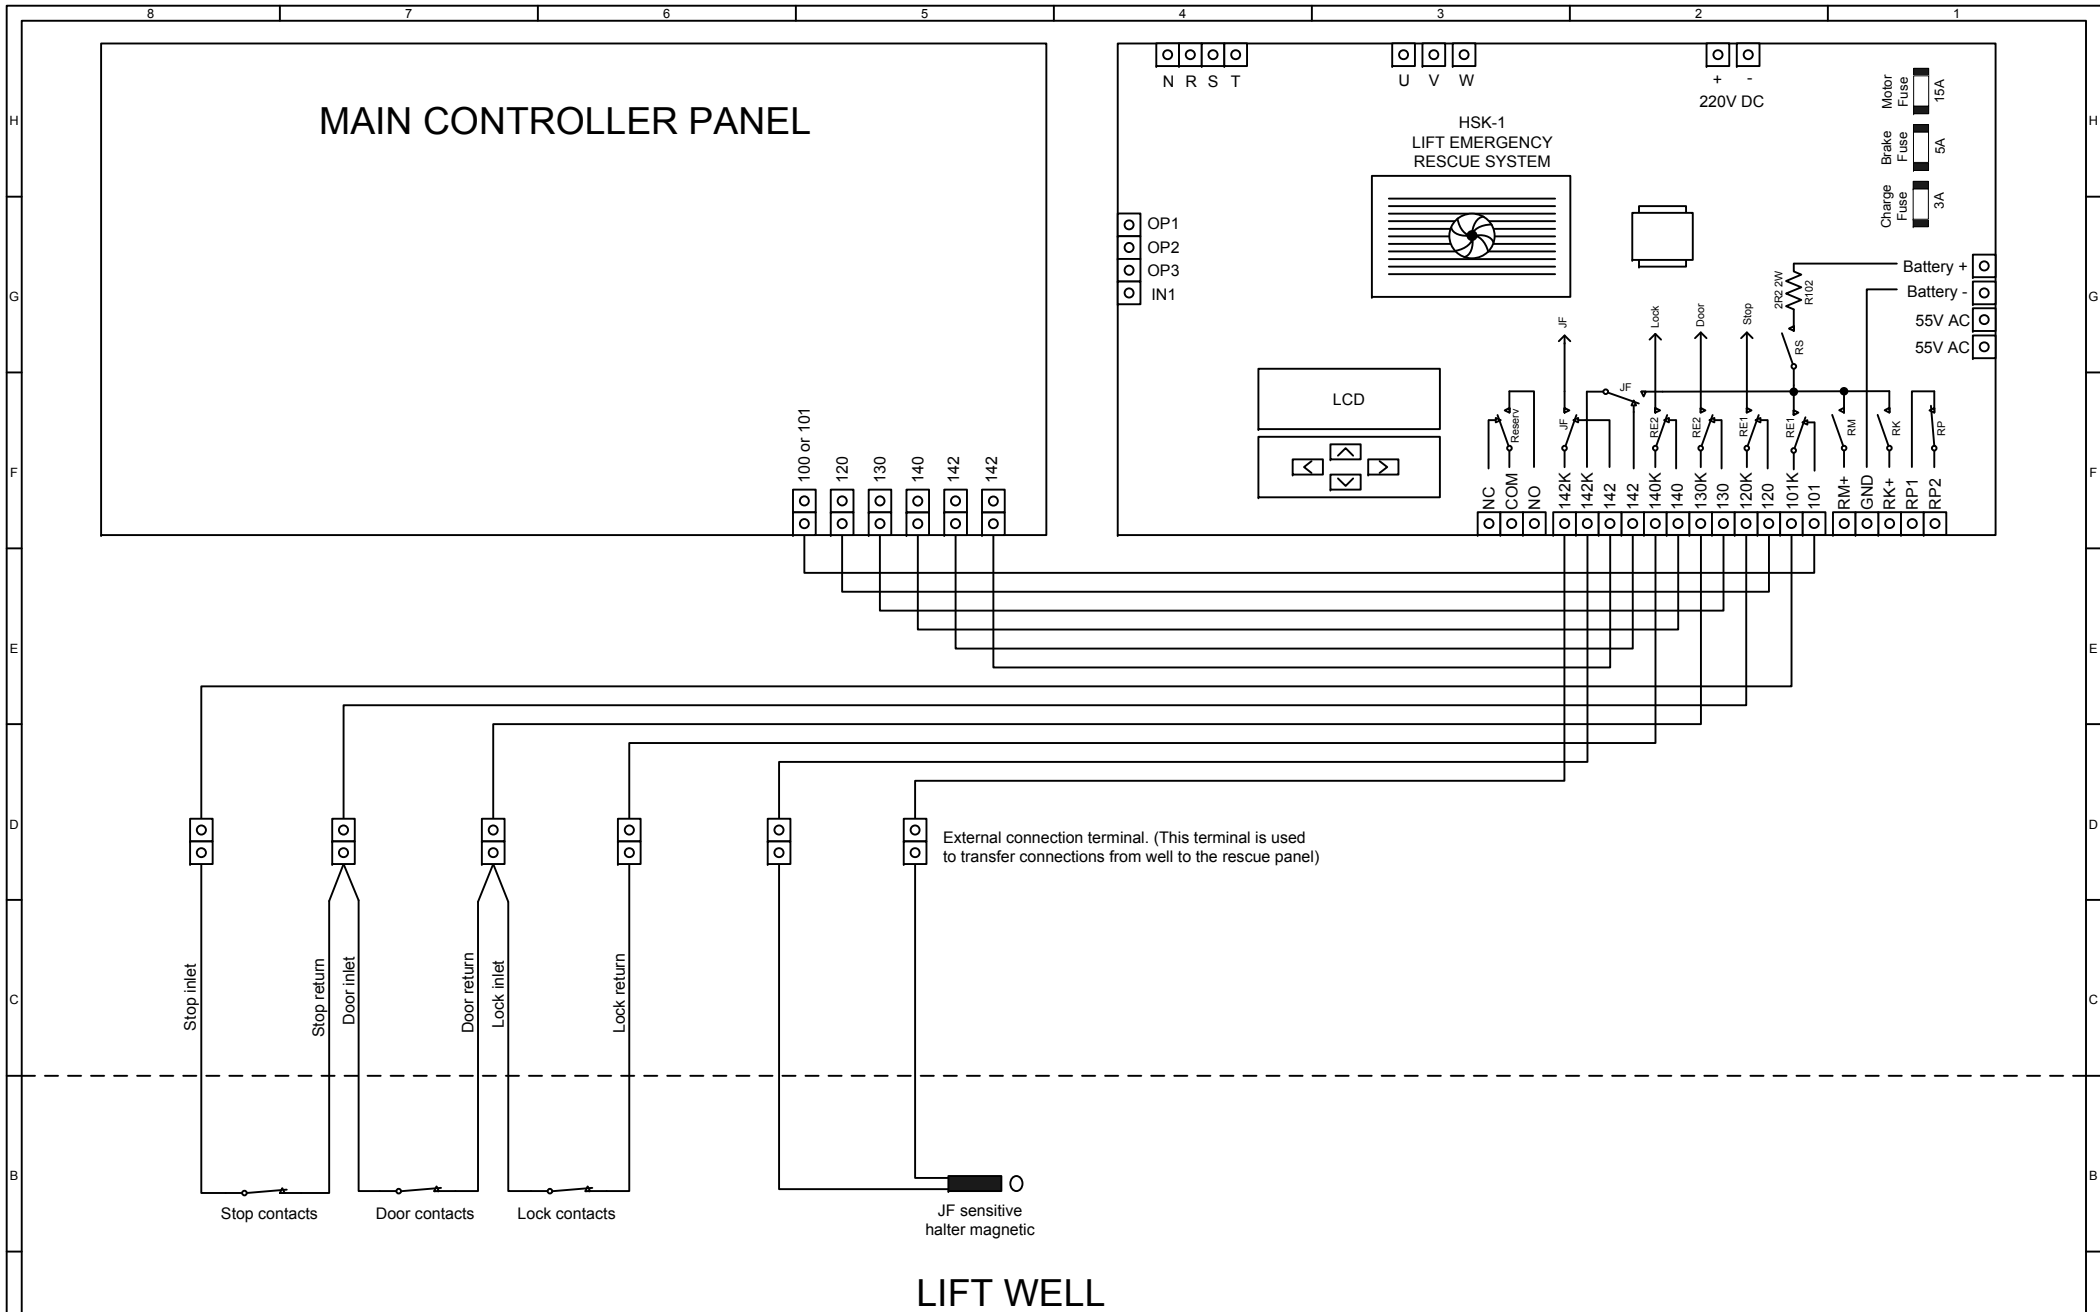 8 7 6 5 4 3 2 1
N R S T
U V W
+ -
220V DC
Motor
Fuse
15A
Brake
Fuse
5A
Charge
Fuse
3A
H
H
MAIN CONTROLLER PANEL
HSK-1
LIFT EMERGENCY
RESCUE SYSTEM
OP1
OP2
OP3
IN1
G
G
Battery +
Battery -
55V AC
55V AC
2R2 2W
R102
RS
JF
Lock
Door
Stop
LCD
JF
Reserv
JF
RE2
RE2
RE1
RE1
RM
RK
RP
F
F
100 or 101
120
130
140
142
142
NC
COM
NO
142K
142K
142
142
140K
140
130K
130
120K
120
101K
101
RM+
GND
RK+
RP1
RP2
E
E
D
D
External connection terminal. (This terminal is used
to transfer connections from well to the rescue panel)
C
C
Stop inlet
Stop return
Door inlet
Door return
Lock inlet
Lock return
B
B
Stop contacts
Door contacts
Lock contacts
JF sensitive
halter magnetic
LIFT WELL